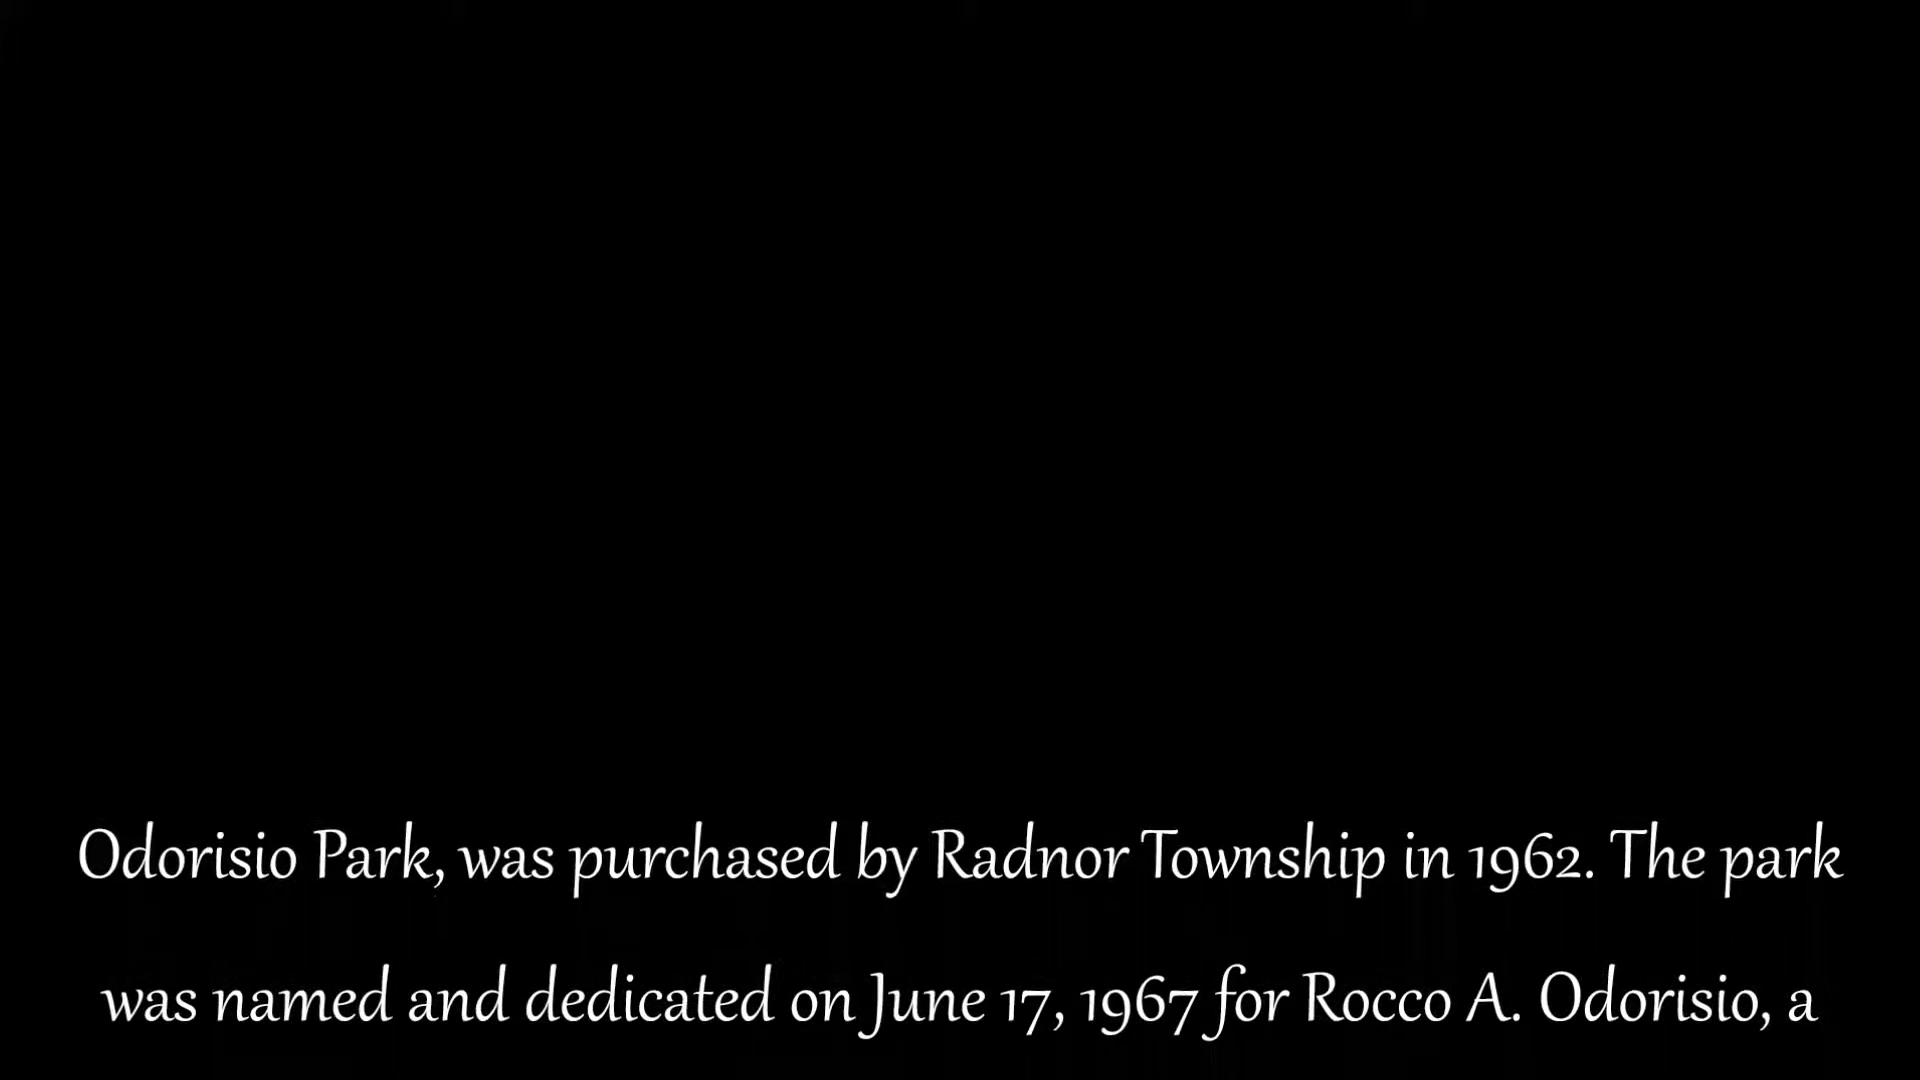 Odorisio Park, was purchased by Radnor Township in 1962. The park
was named and dedicated on June 17, 1967 for Rocco A. Odorisio, a